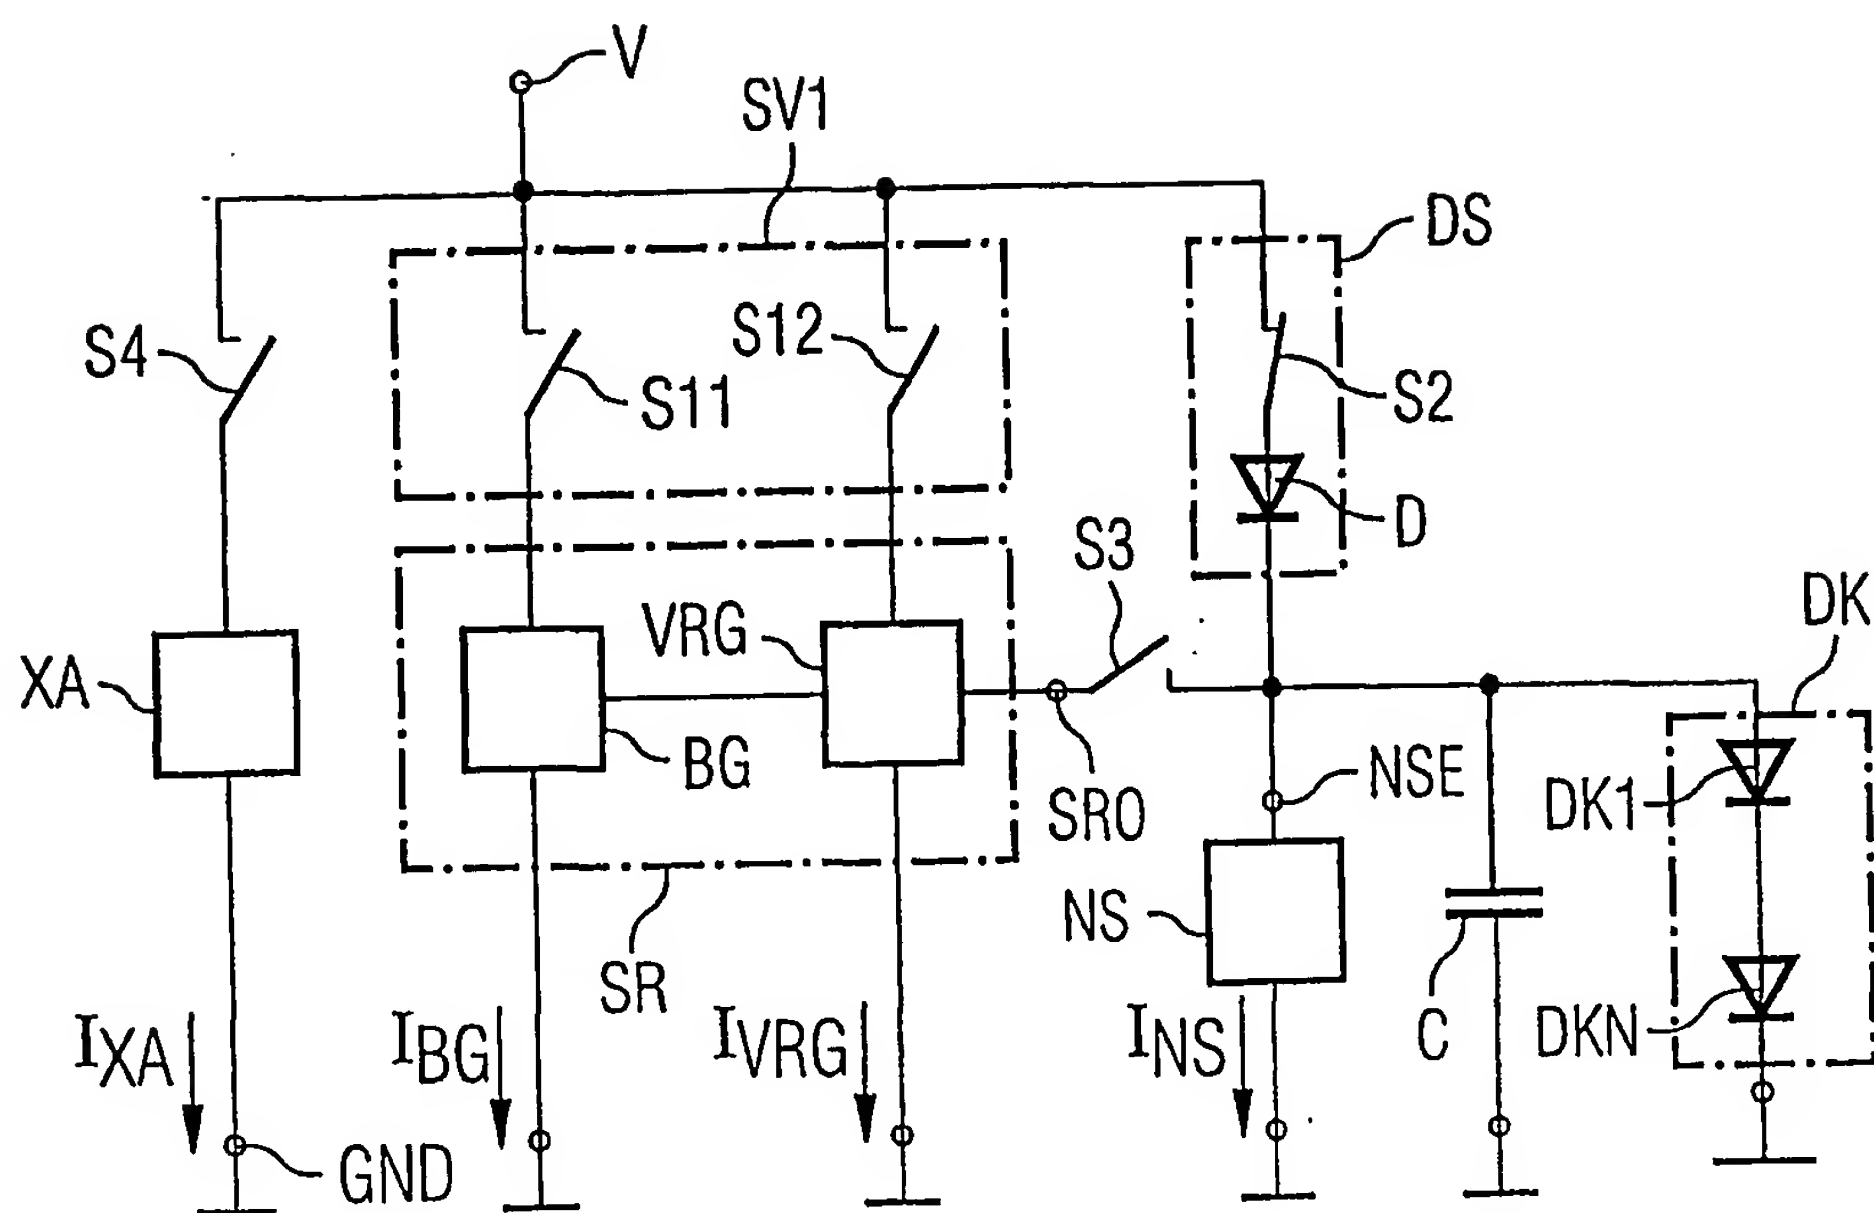 V
SV1
DS
S4
S12
S11
S2
D
S3
DK
VRG
XA
BG
NSE
DK1
SRO
NS
SR
C
DKN
IXA
IBG
IVRG
INS
GND